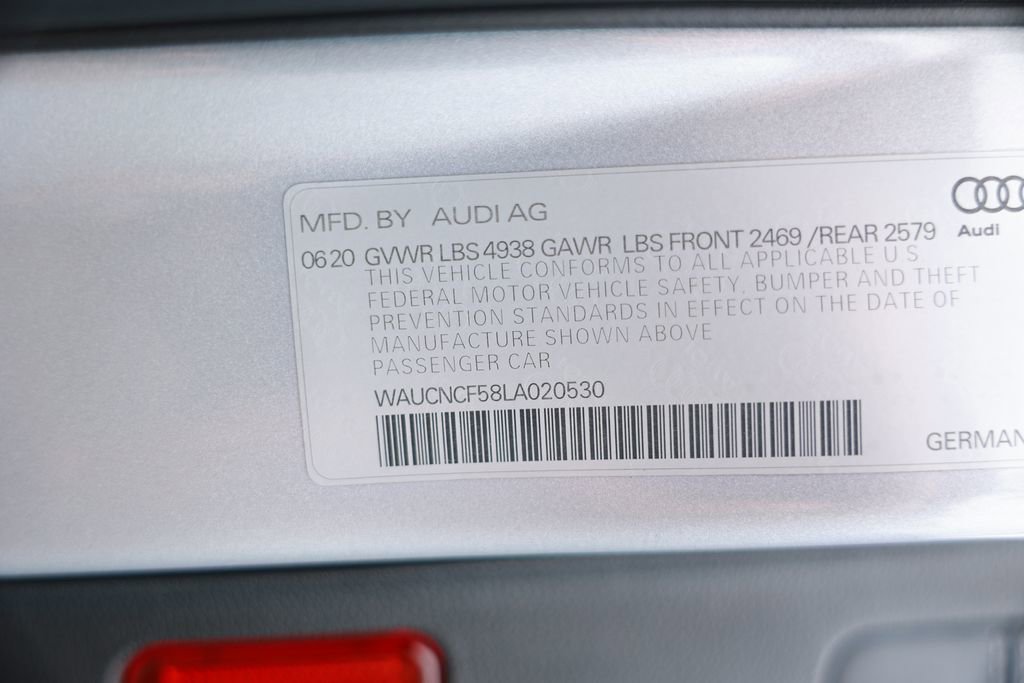 MFD. BY AUDI AG
Audi
06 20 GVWR LBS 4938 GAWR LBS FRONT 2469 /REAR 2579
THIS VEHICLE CONFORMS TO ALL APPLICABLE U S
FEDERAL MOTOR VEHICLE SAFETY, BUMPER AND THEFT
PREVENTION STANDARDS IN EFFECT ON THE DATE OF
MANUFACTURE SHOWN ABOVE
PASSENGER CAR
WAUCNCF58LA020530
GERMAN